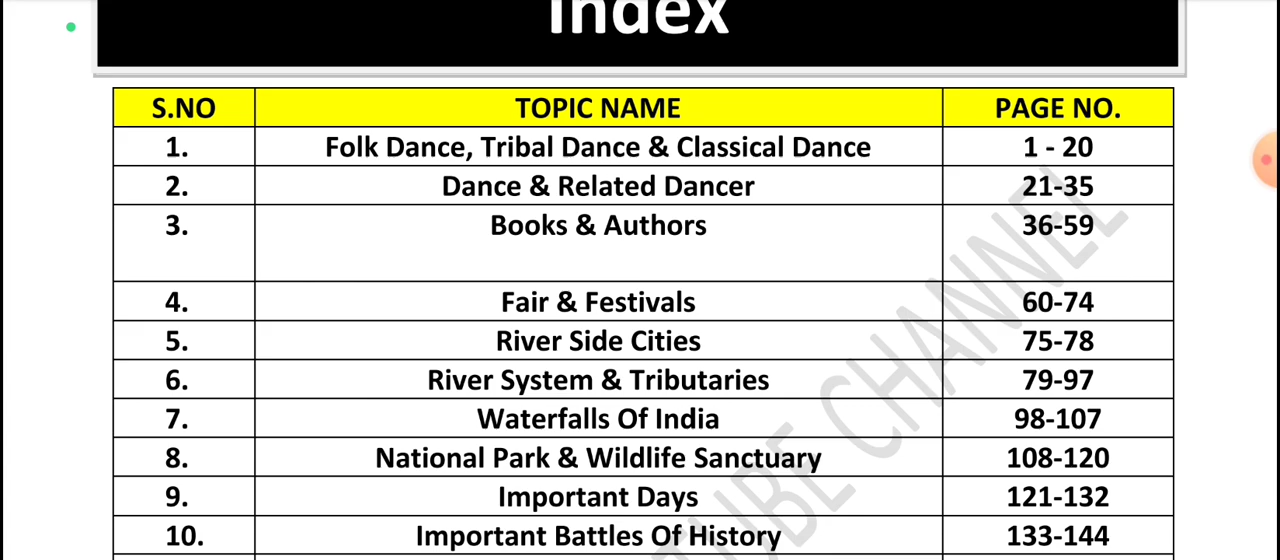 Index
S.NO TOPIC NAME PAGE NO.
1. Folk Dance, Tribal Dance & Classical Dance 1 - 20
2. Dance & Related Dancer 21-35
3. Books & Authors 36-59
4. Fair & Festivals 60-74
5. River Side Cities 75-78
6. River System & Tributaries 79-97
7. Waterfalls Of India 98-107
8. National Park & Wildlife Sanctuary 108-120
9. Important Days 121-132
10. Important Battles Of History 133-144
CHANNEL